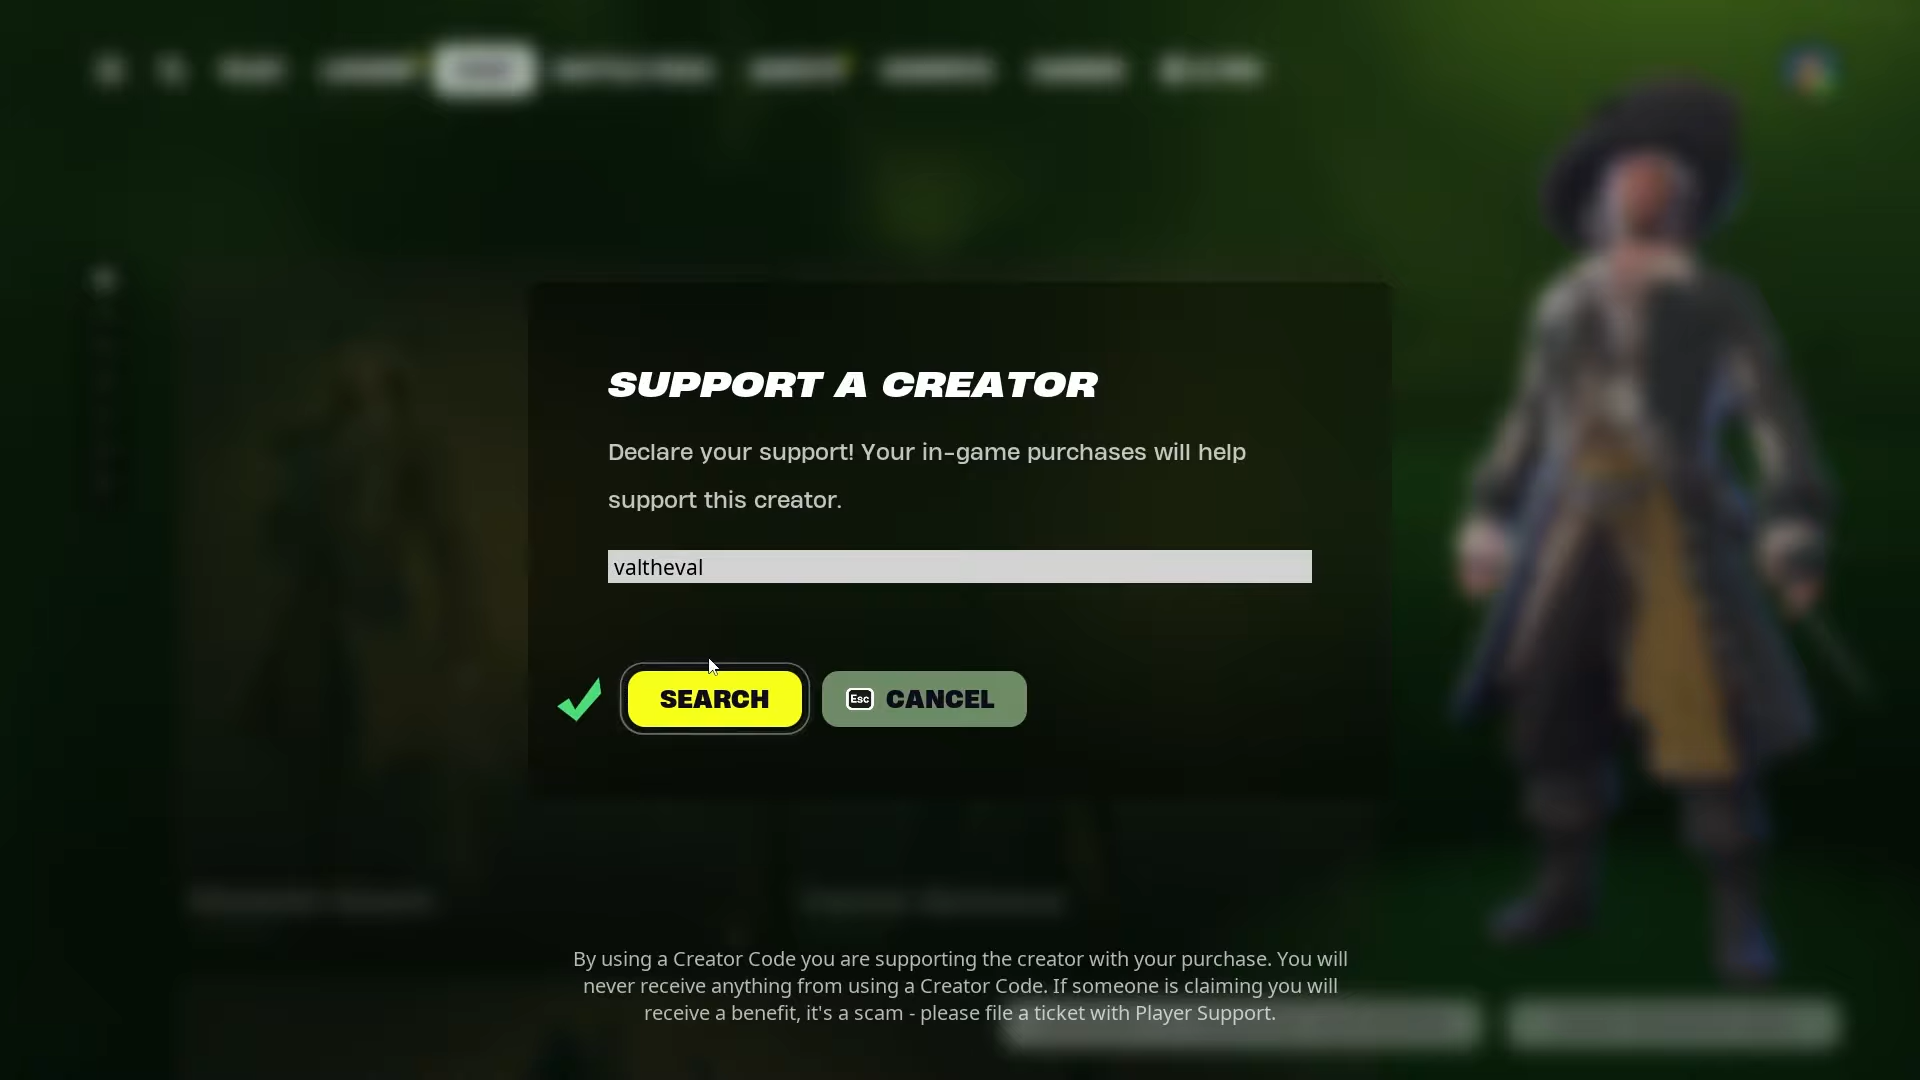 SUPPORT A CREATOR
Declare your support! Your in-game purchases will help
support this creator.
valtheval
SEARCH
Esc CANCEL
By using a Creator Code you are supporting the creator with your purchase. You will
never receive anything from using a Creator Code. If someone is claiming you will
receive a benefit, it's a scam - please file a ticket with Player Support.